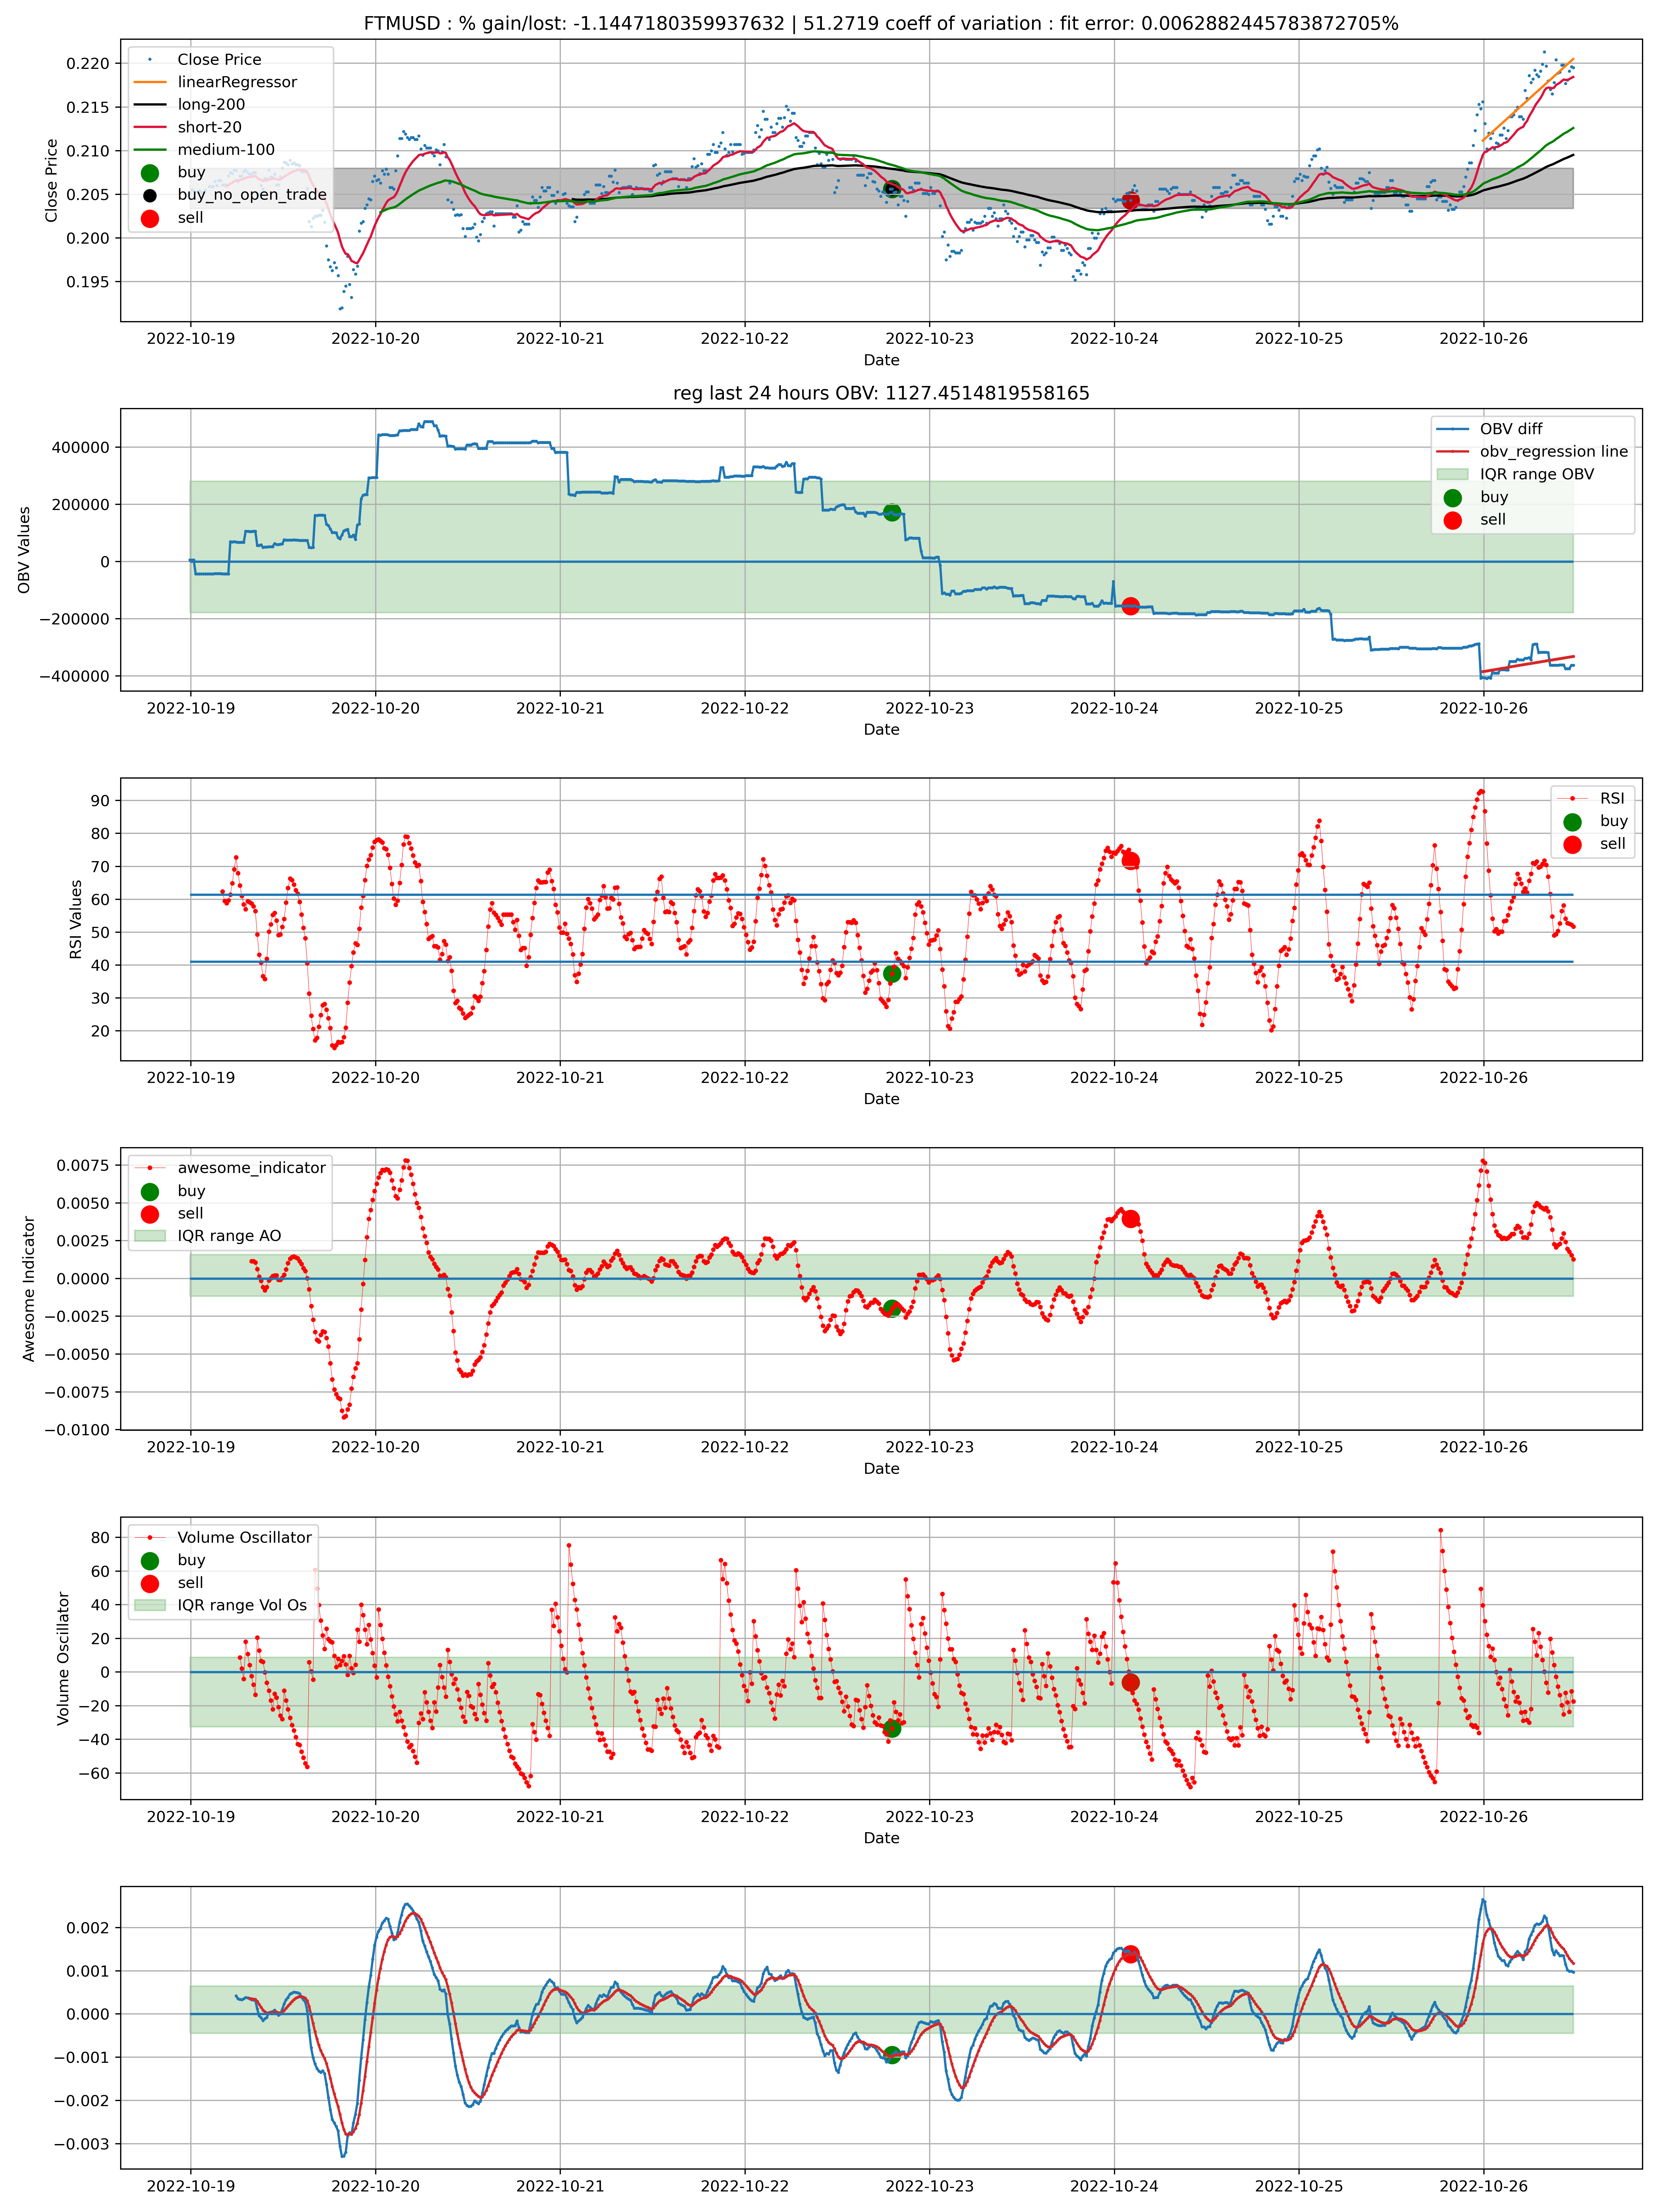 FTMUSD : % gain/lost: -1.1447180359937632 | 51.2719 coeff of variation : fit error: 0.0062882445783872705%
Close Price
linearRegressor
long-200
short-20
medium-100
buy
buy_no_open_trade
sell
Close Price
0.220
0.215
0.210
0.205
0.200
0.195
2022-10-19 2022-10-20 2022-10-21 2022-10-22 2022-10-23 2022-10-24 2022-10-25 2022-10-26
Date
reg last 24 hours OBV: 1127.4514819558165
OBV diff
obv_regression line
IQR range OBV
buy
sell
OBV Values
400000
200000
0
−200000
−400000
2022-10-19 2022-10-20 2022-10-21 2022-10-22 2022-10-23 2022-10-24 2022-10-25 2022-10-26
Date
RSI
buy
sell
RSI Values
90
80
70
60
50
40
30
20
2022-10-19 2022-10-20 2022-10-21 2022-10-22 2022-10-23 2022-10-24 2022-10-25 2022-10-26
Date
awesome_indicator
buy
sell
IQR range AO
Awesome Indicator
0.0075
0.0050
0.0025
0.0000
−0.0025
−0.0050
−0.0075
−0.0100
2022-10-19 2022-10-20 2022-10-21 2022-10-22 2022-10-23 2022-10-24 2022-10-25 2022-10-26
Date
Volume Oscillator
buy
sell
IQR range Vol Os
Volume Oscillator
80
60
40
20
0
−20
−40
−60
2022-10-19 2022-10-20 2022-10-21 2022-10-22 2022-10-23 2022-10-24 2022-10-25 2022-10-26
Date
0.002
0.001
0.000
−0.001
−0.002
−0.003
2022-10-19 2022-10-20 2022-10-21 2022-10-22 2022-10-23 2022-10-24 2022-10-25 2022-10-26